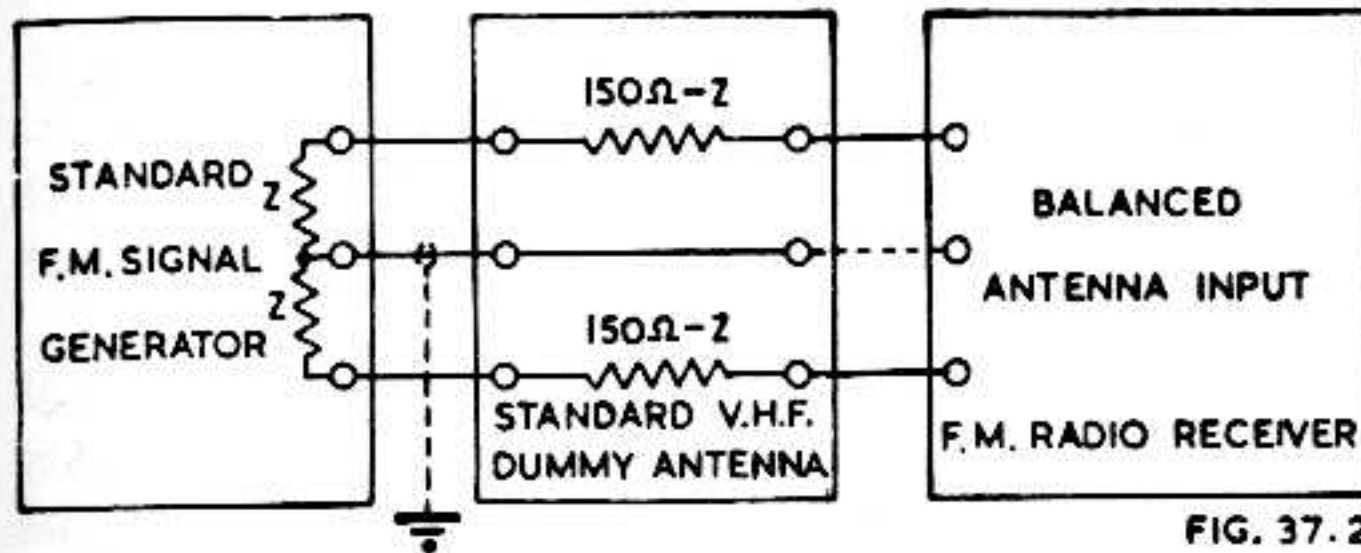 STANDARD
F.M. SIGNAL
GENERATOR
Z
Z
150Ω-Z
150Ω-Z
STANDARD V.H.F.
DUMMY ANTENNA
BALANCED
ANTENNA INPUT
F.M. RADIO RECEIVER
FIG. 37.2